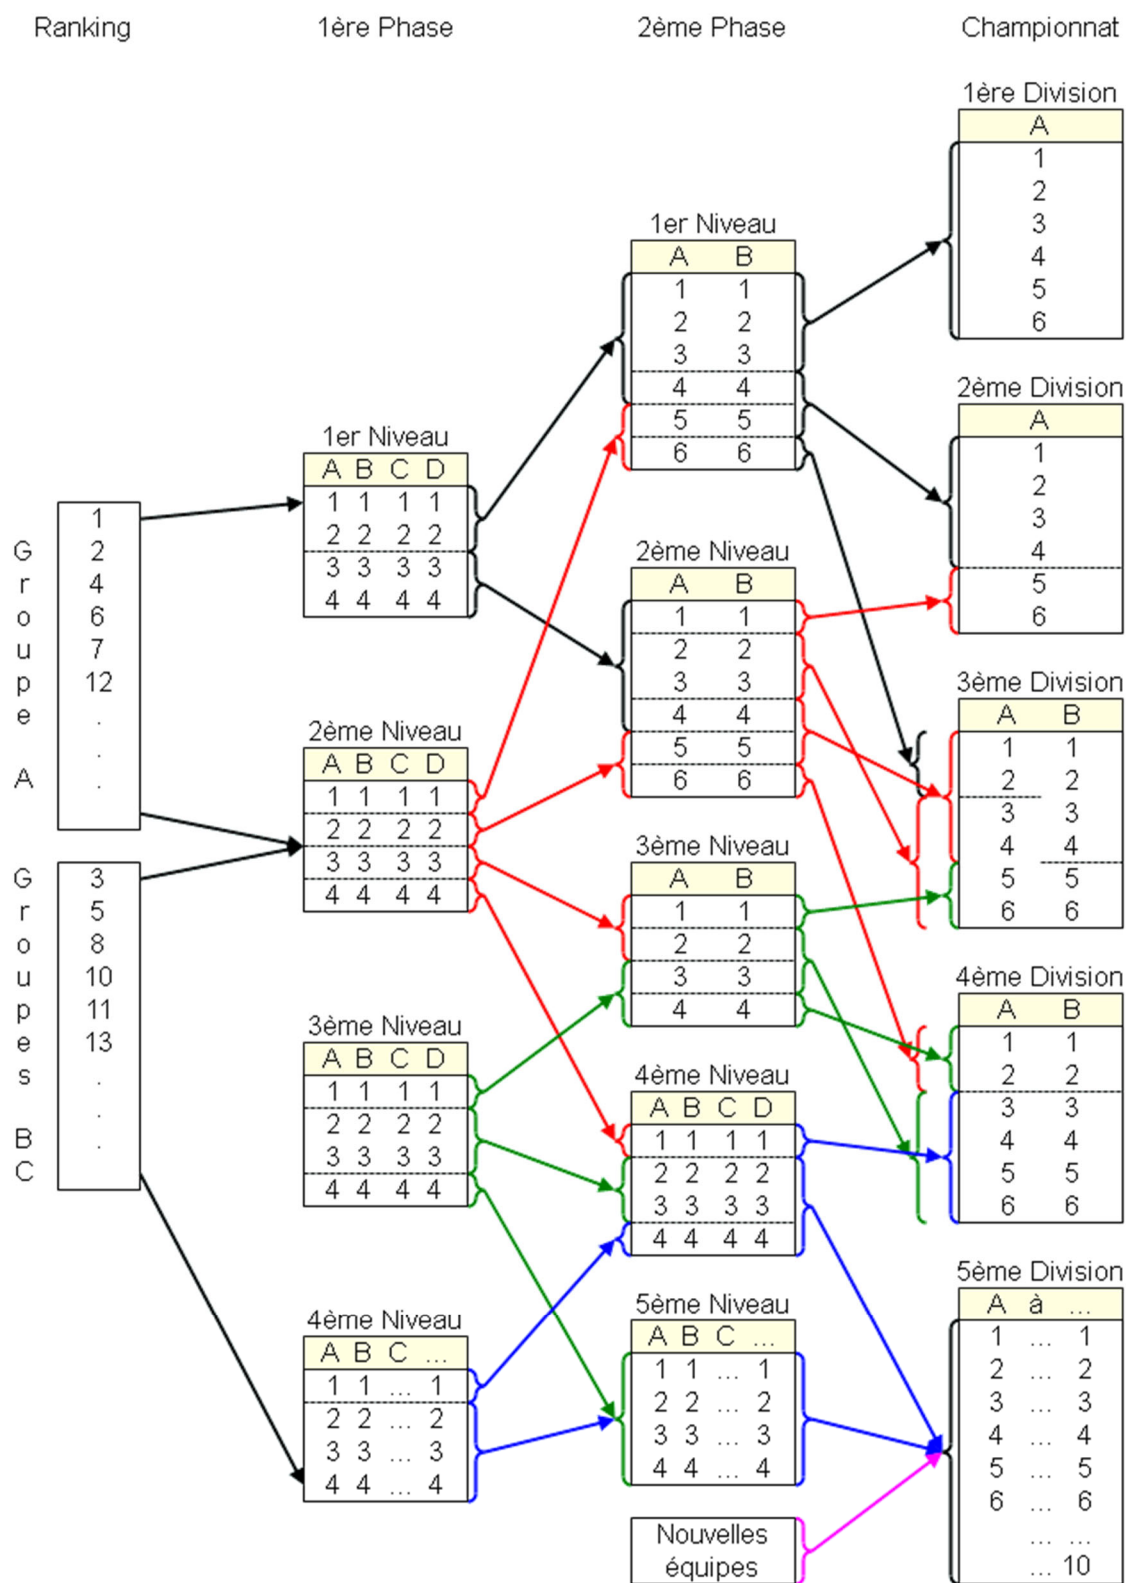 Ranking
1ère Phase
2ème Phase
Championnat
Groupe A
1
2
4
6
7
12
.
.
.
Groupes BC
3
5
8
10
11
13
.
.
.
1er Niveau
A B C D
1 1 1 1
2 2 2 2
3 3 3 3
4 4 4 4
2ème Niveau
A B C D
1 1 1 1
2 2 2 2
3 3 3 3
4 4 4 4
3ème Niveau
A B C D
1 1 1 1
2 2 2 2
3 3 3 3
4 4 4 4
4ème Niveau
A B C ...
1 1 ... 1
2 2 ... 2
3 3 ... 3
4 4 ... 4
1er Niveau
A B
1 1
2 2
3 3
4 4
5 5
6 6
2ème Niveau
A B
1 1
2 2
3 3
4 4
5 5
6 6
3ème Niveau
A B
1 1
2 2
3 3
4 4
4ème Niveau
A B C D
1 1 1 1
2 2 2 2
3 3 3 3
4 4 4 4
5ème Niveau
A B C ...
1 1 ... 1
2 2 ... 2
3 3 ... 3
4 4 ... 4
Nouvelles
équipes
1ère Division
A
1
2
3
4
5
6
2ème Division
A
1
2
3
4
5
6
3ème Division
A B
1 1
2 2
3 3
4 4
5 5
6 6
4ème Division
A B
1 1
2 2
3 3
4 4
5 5
6 6
5ème Division
A à ...
1 ... 1
2 ... 2
3 ... 3
4 ... 4
5 ... 5
6 ... 6
... ...
... 10